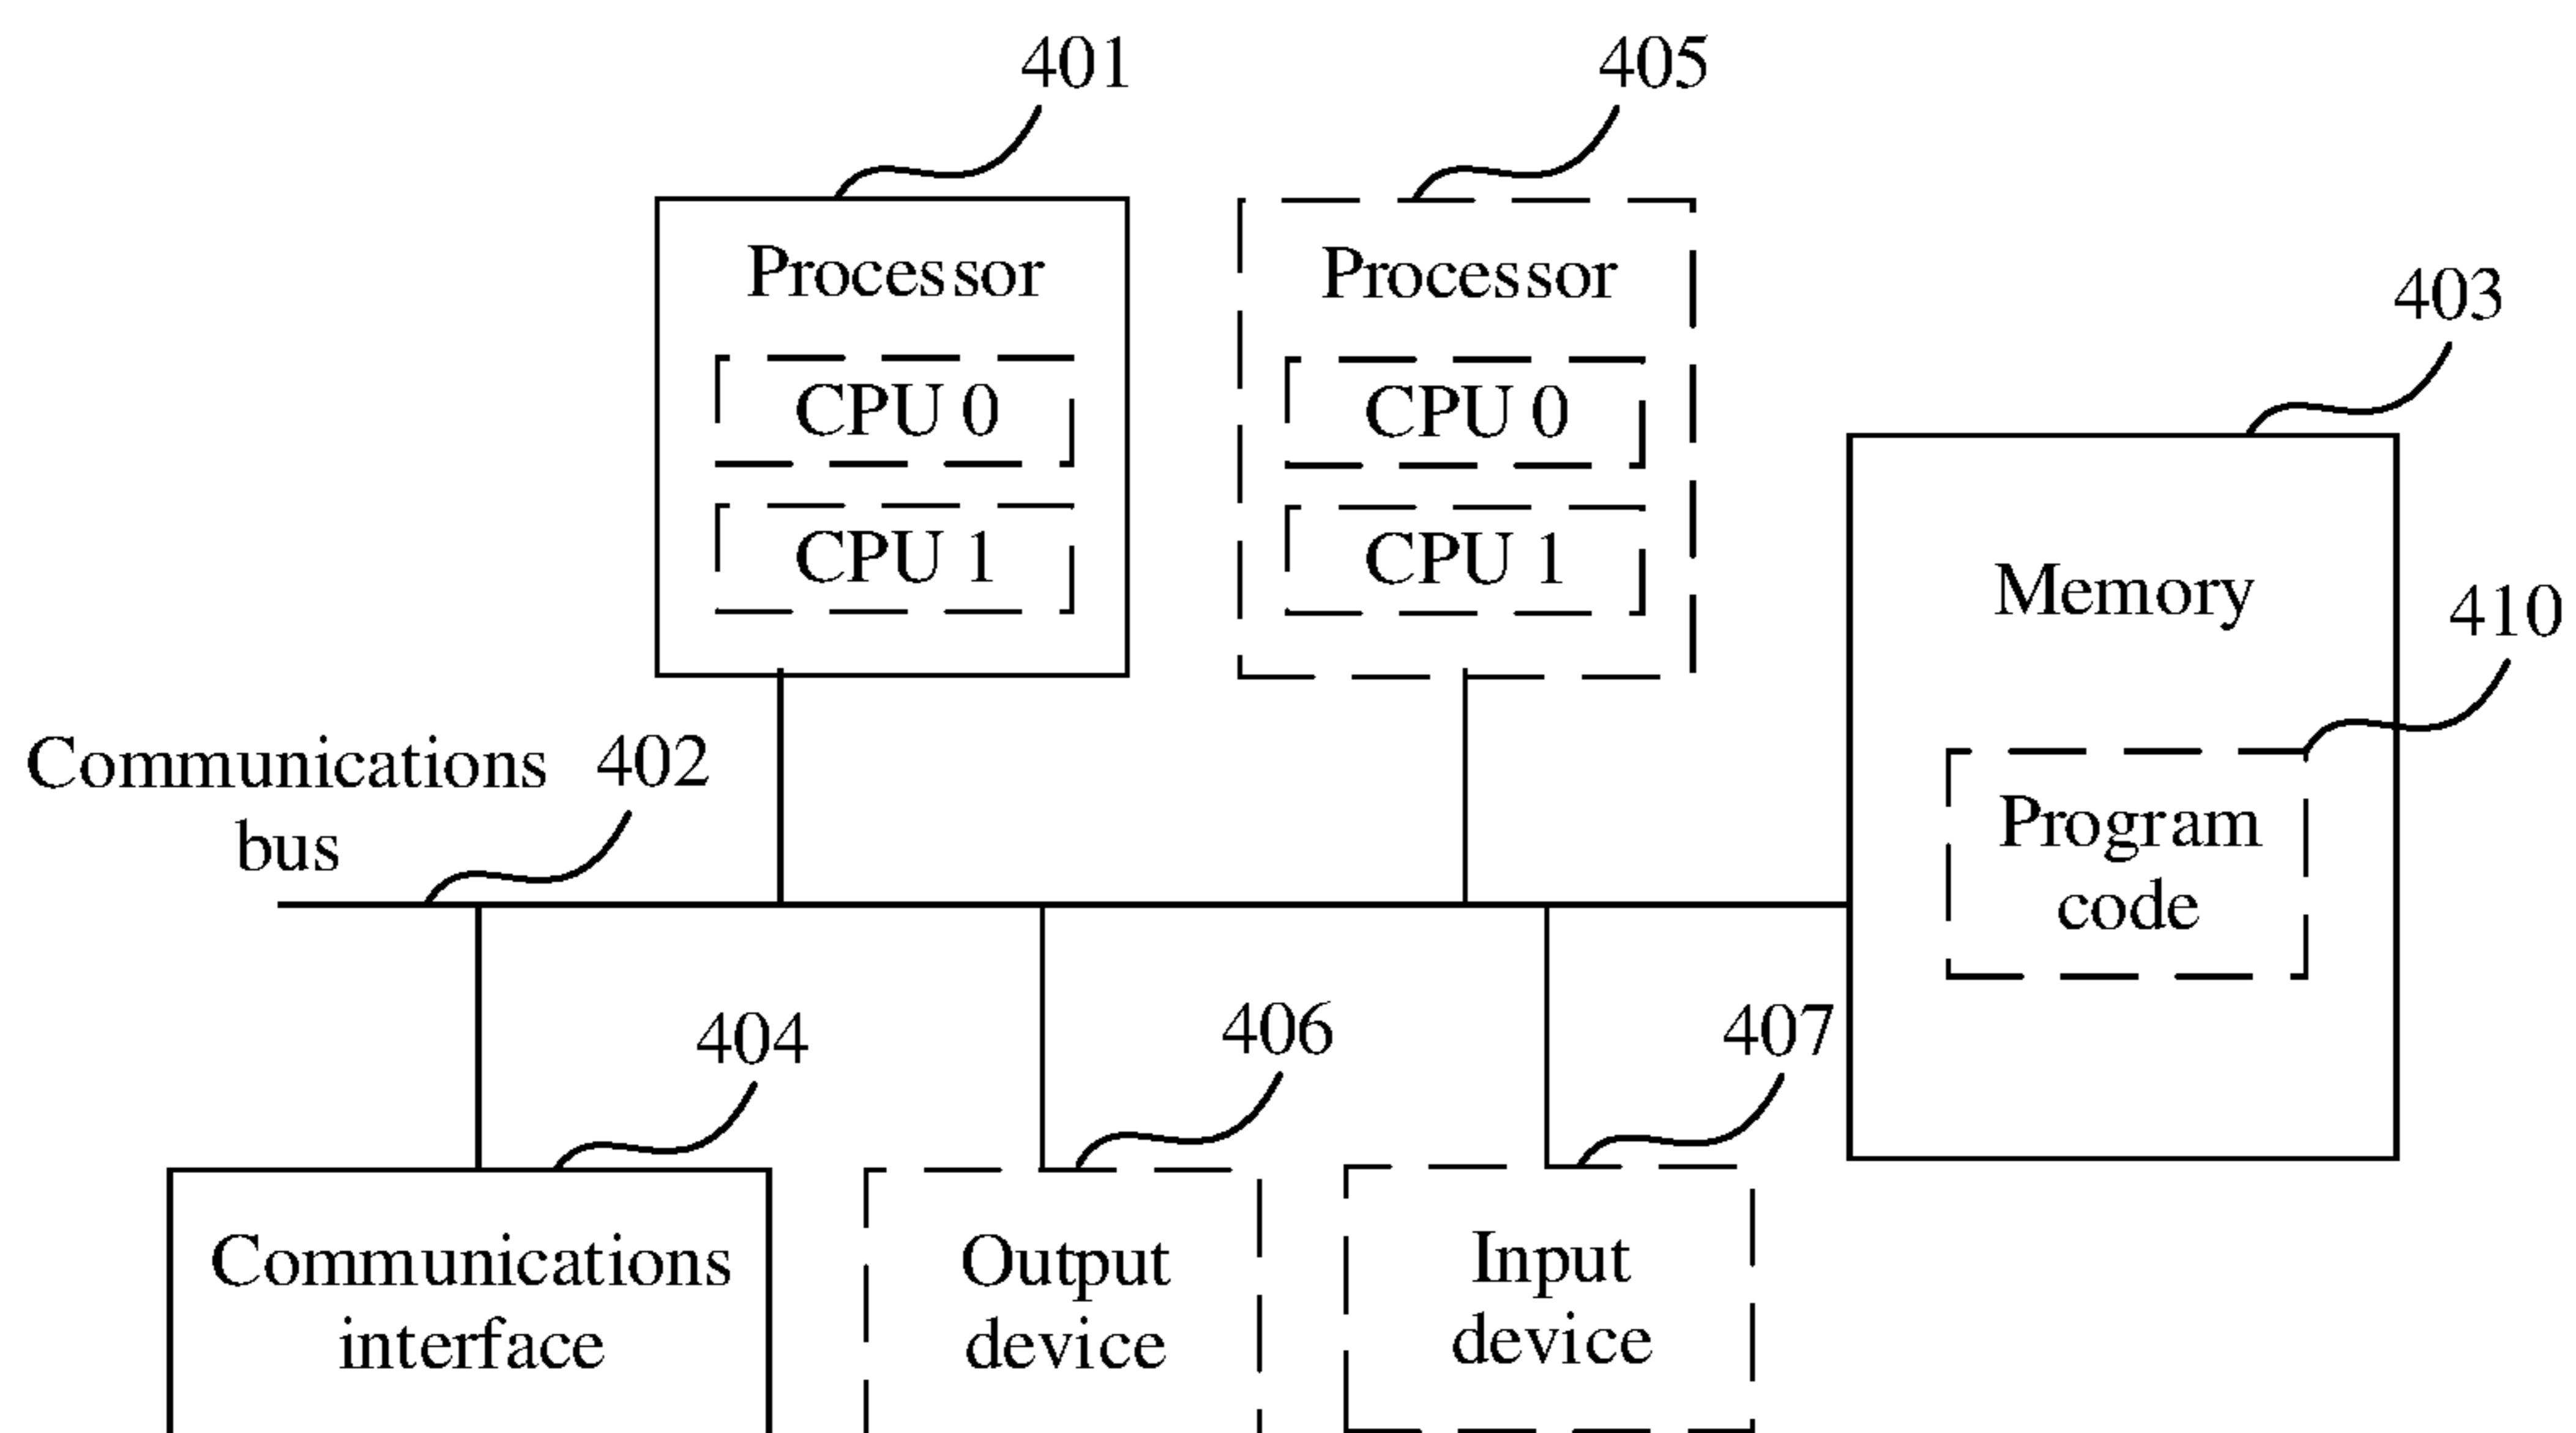 401
405
Processor
CPU 0
CPU 1
Processor
CPU 0
CPU 1
403
Memory
410
Program
code
Communications
bus
402
404
406
407
Communications
interface
Output
device
Input
device